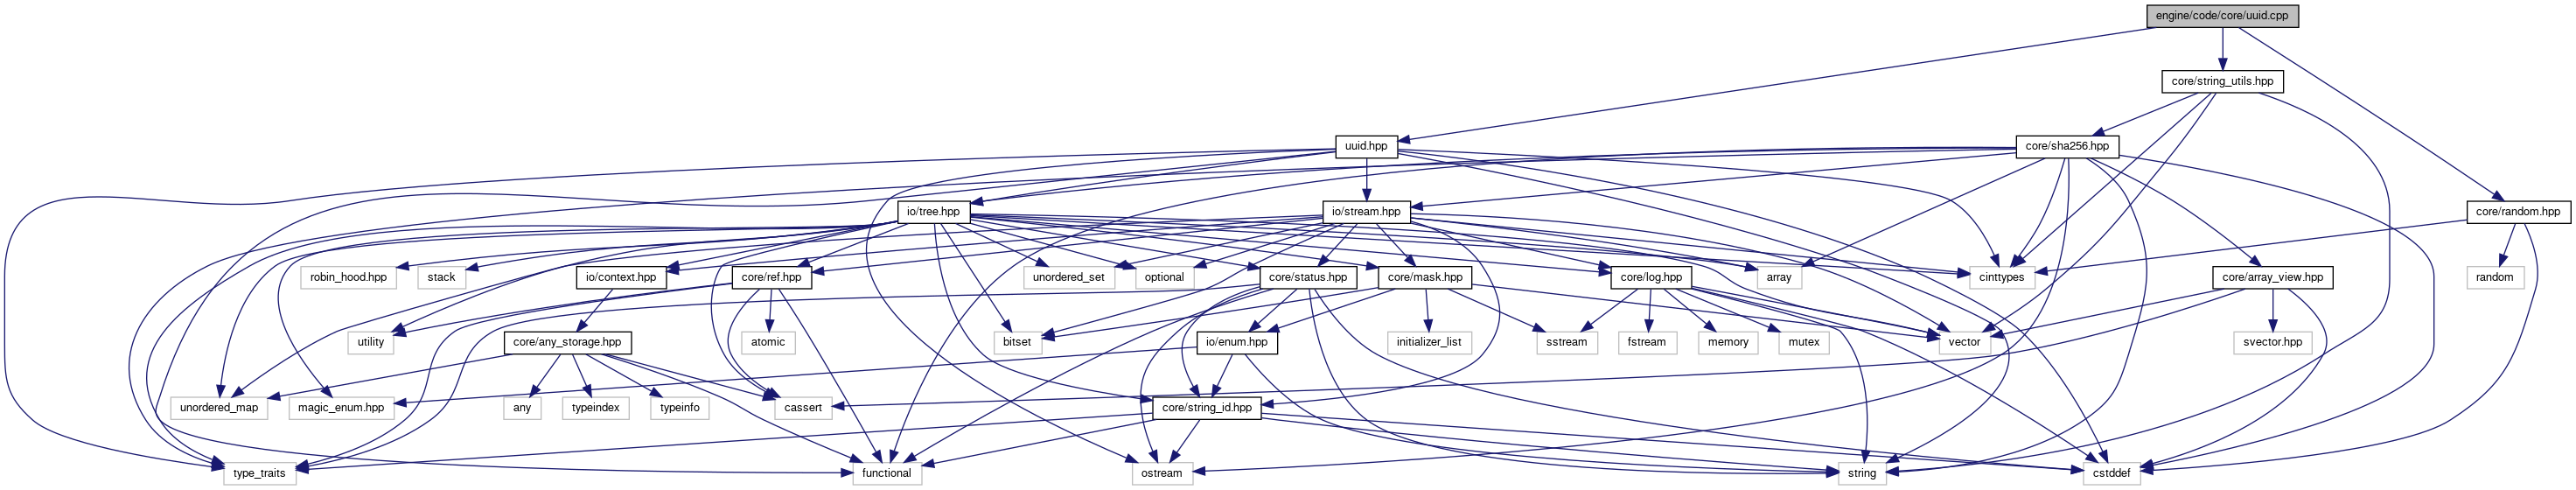 engine/code/core/uuid.cpp
core/string_utils.hpp
uuid.hpp
core/sha256.hpp
io/tree.hpp
io/stream.hpp
core/random.hpp
robin_hood.hpp
stack
io/context.hpp
core/ref.hpp
unordered_set
optional
core/status.hpp
core/mask.hpp
core/log.hpp
array
cinttypes
core/array_view.hpp
random
utility
core/any_storage.hpp
atomic
bitset
io/enum.hpp
initializer_list
sstream
fstream
memory
mutex
vector
svector.hpp
unordered_map
magic_enum.hpp
any
typeindex
typeinfo
cassert
core/string_id.hpp
type_traits
functional
ostream
string
cstddef